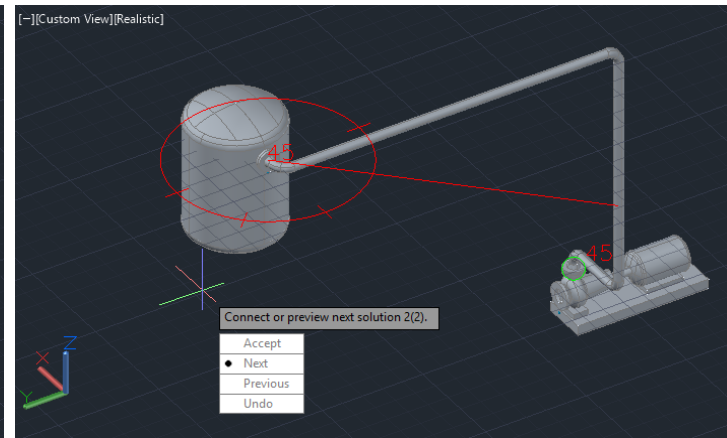 [−][Custom View][Realistic]
45
45
Connect or preview next solution 2(2).
Accept
Next
Previous
Undo
Z
X
Y